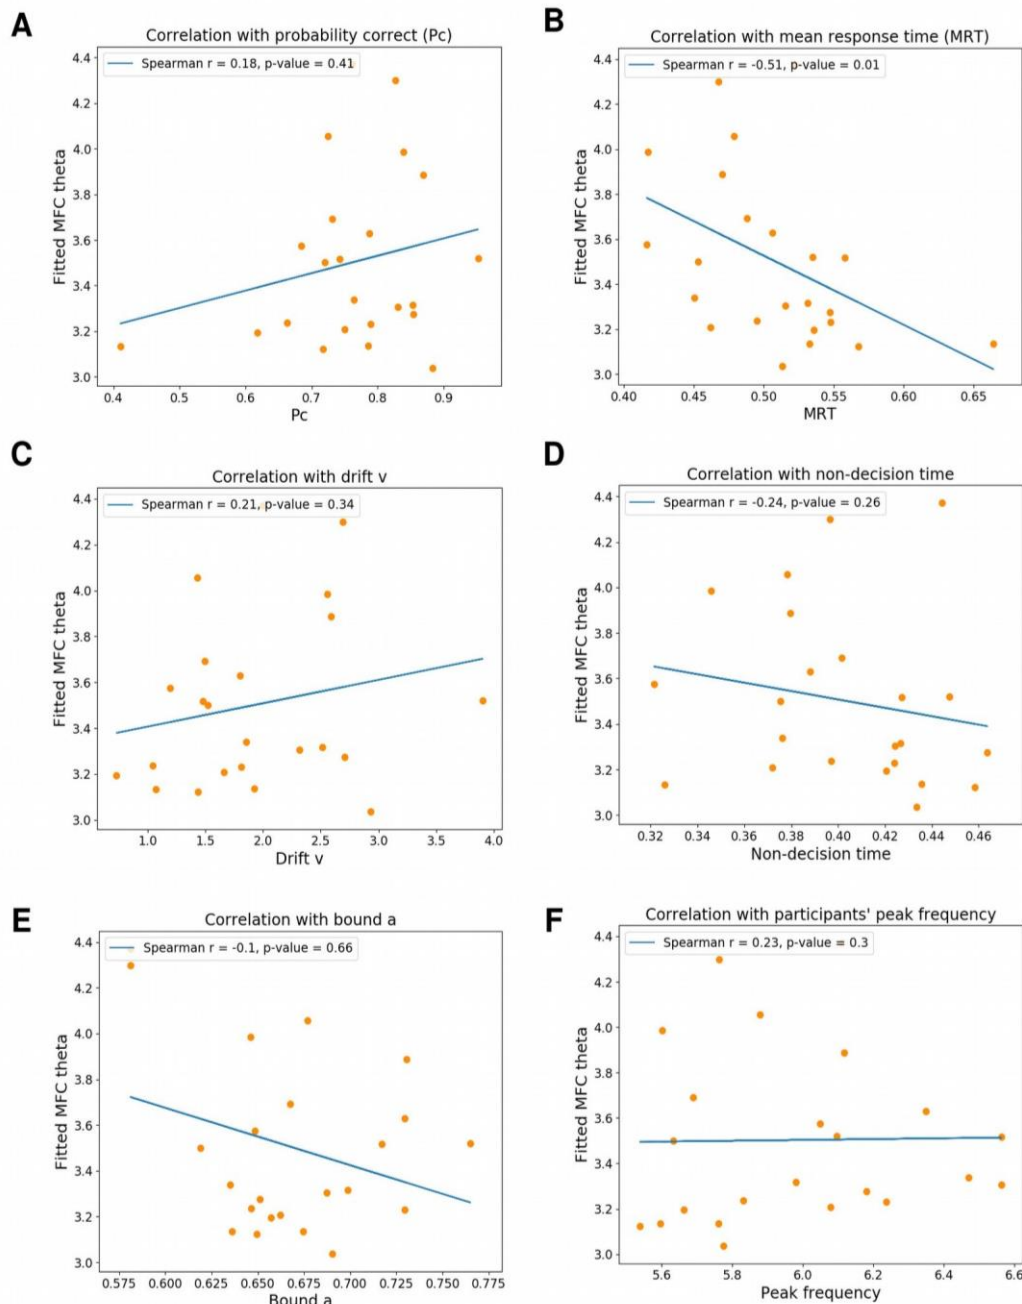 A
Correlation with probability correct (Pc)
Spearman r = 0.18, p-value = 0.41
4.4
4.2
4.0
3.8
3.6
3.4
3.2
3.0
Fitted MFC theta
0.4 0.5 0.6 0.7 0.8 0.9
Pc
B
Correlation with mean response time (MRT)
Spearman r = -0.51, p-value = 0.01
4.4
4.2
4.0
3.8
3.6
3.4
3.2
3.0
Fitted MFC theta
0.40 0.45 0.50 0.55 0.60 0.65
MRT
C
Correlation with drift v
Spearman r = 0.21, p-value = 0.34
4.4
4.2
4.0
3.8
3.6
3.4
3.2
3.0
Fitted MFC theta
1.0 1.5 2.0 2.5 3.0 3.5 4.0
Drift v
D
Correlation with non-decision time
Spearman r = -0.24, p-value = 0.26
4.4
4.2
4.0
3.8
3.6
3.4
3.2
3.0
Fitted MFC theta
0.32 0.34 0.36 0.38 0.40 0.42 0.44 0.46
Non-decision time
E
Correlation with bound a
Spearman r = -0.1, p-value = 0.66
4.4
4.2
4.0
3.8
3.6
3.4
3.2
3.0
Fitted MFC theta
0.575 0.600 0.625 0.650 0.675 0.700 0.725 0.750 0.775
Bound a
F
Correlation with participants' peak frequency
Spearman r = 0.23, p-value = 0.3
4.4
4.2
4.0
3.8
3.6
3.4
3.2
3.0
Fitted MFC theta
5.6 5.8 6.0 6.2 6.4 6.6
Peak frequency